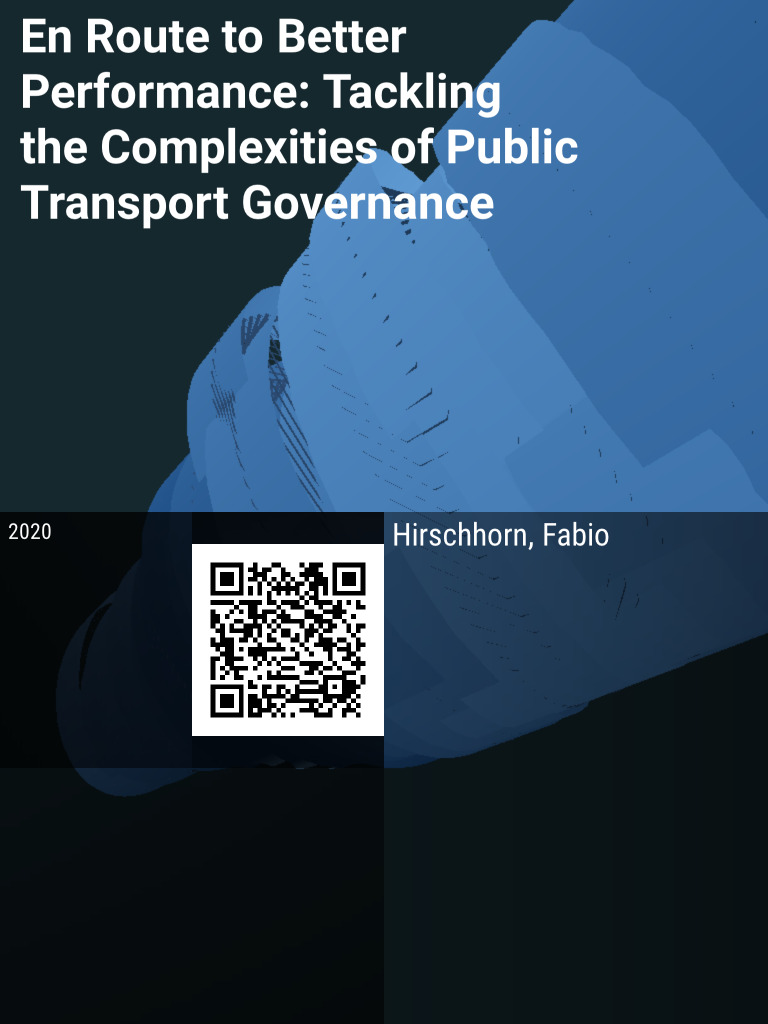 En Route to Better
Performance: Tackling
the Complexities of Public
Transport Governance
2020
Hirschhorn, Fabio